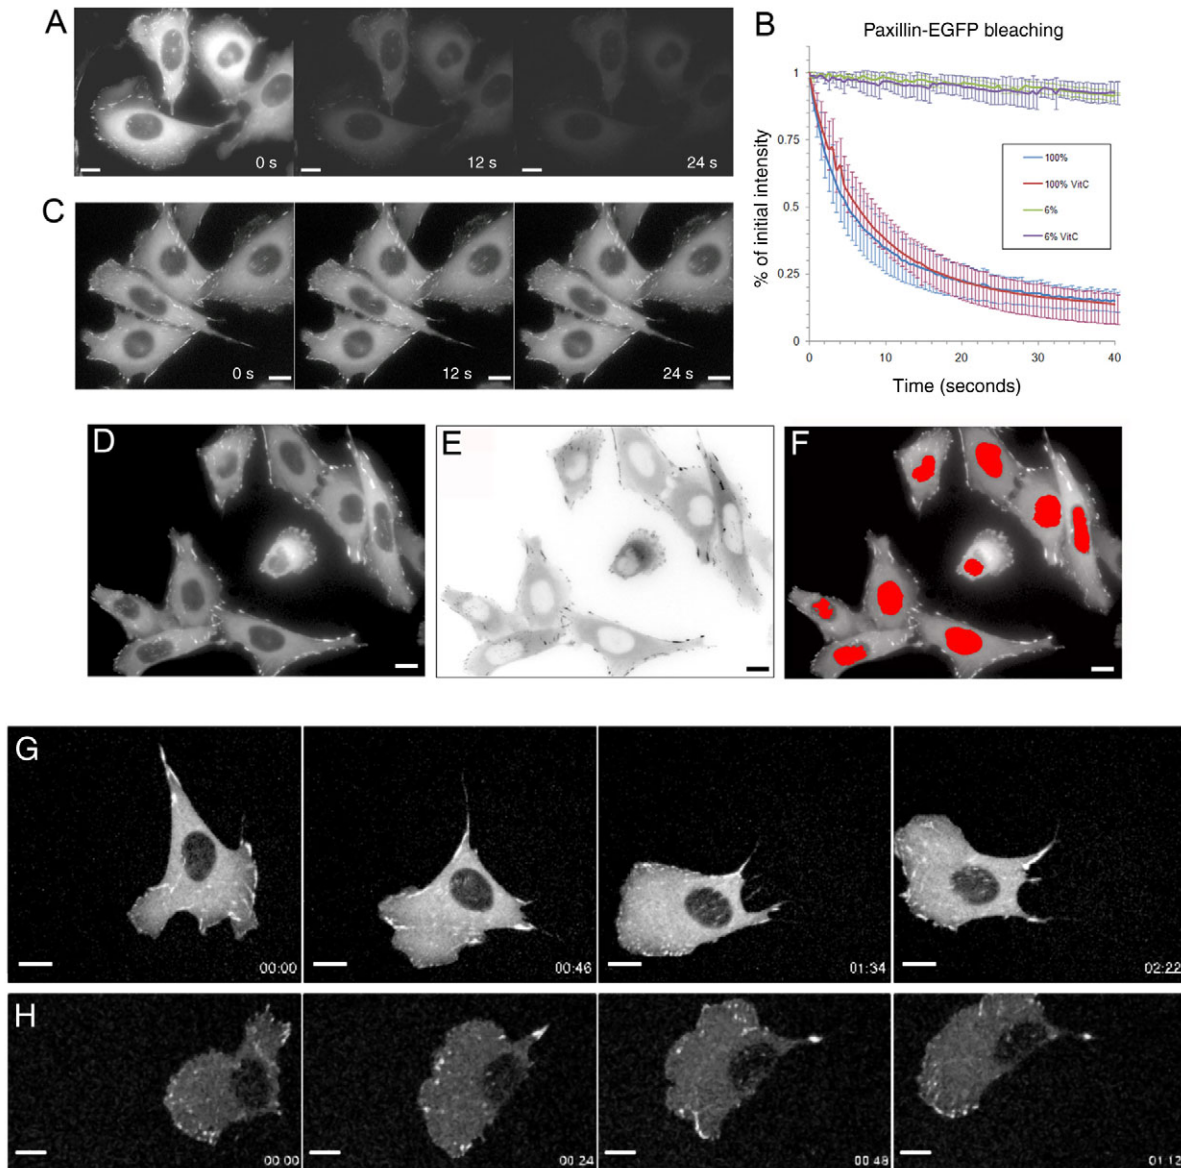 A
0 s
12 s
24 s
B
Paxillin-EGFP bleaching
% of initial intensity
1
0.75
0.5
0.25
0
0
10
20
30
40
Time (seconds)
100%
100% VitC
6%
6% VitC
C
0 s
12 s
24 s
D
E
F
G
00:00
00:46
01:34
02:22
H
00:00
00:24
00:48
01:12